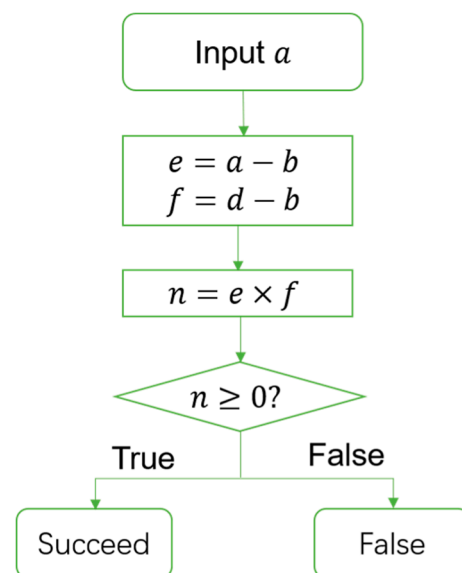 Input a
e = a − b
f = d − b
n = e × f
n ≥ 0?
True
False
Succeed
False